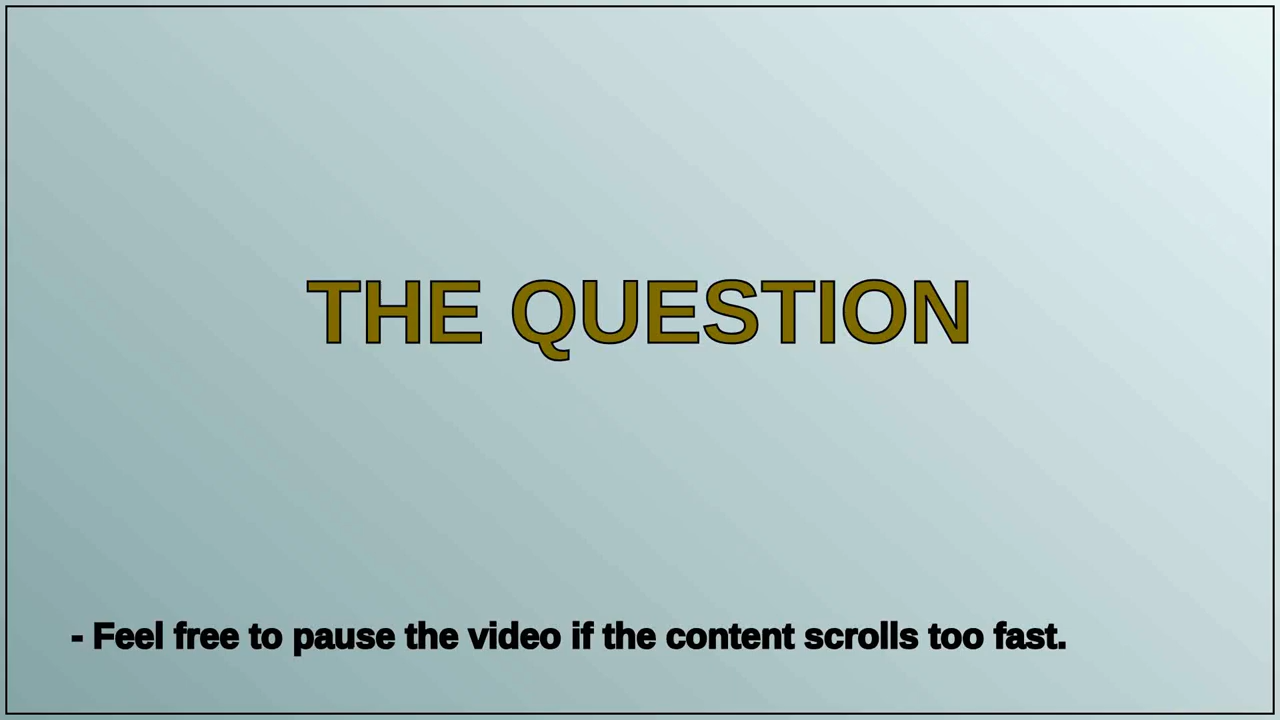 THE QUESTION
- Feel free to pause the video if the content scrolls too fast.